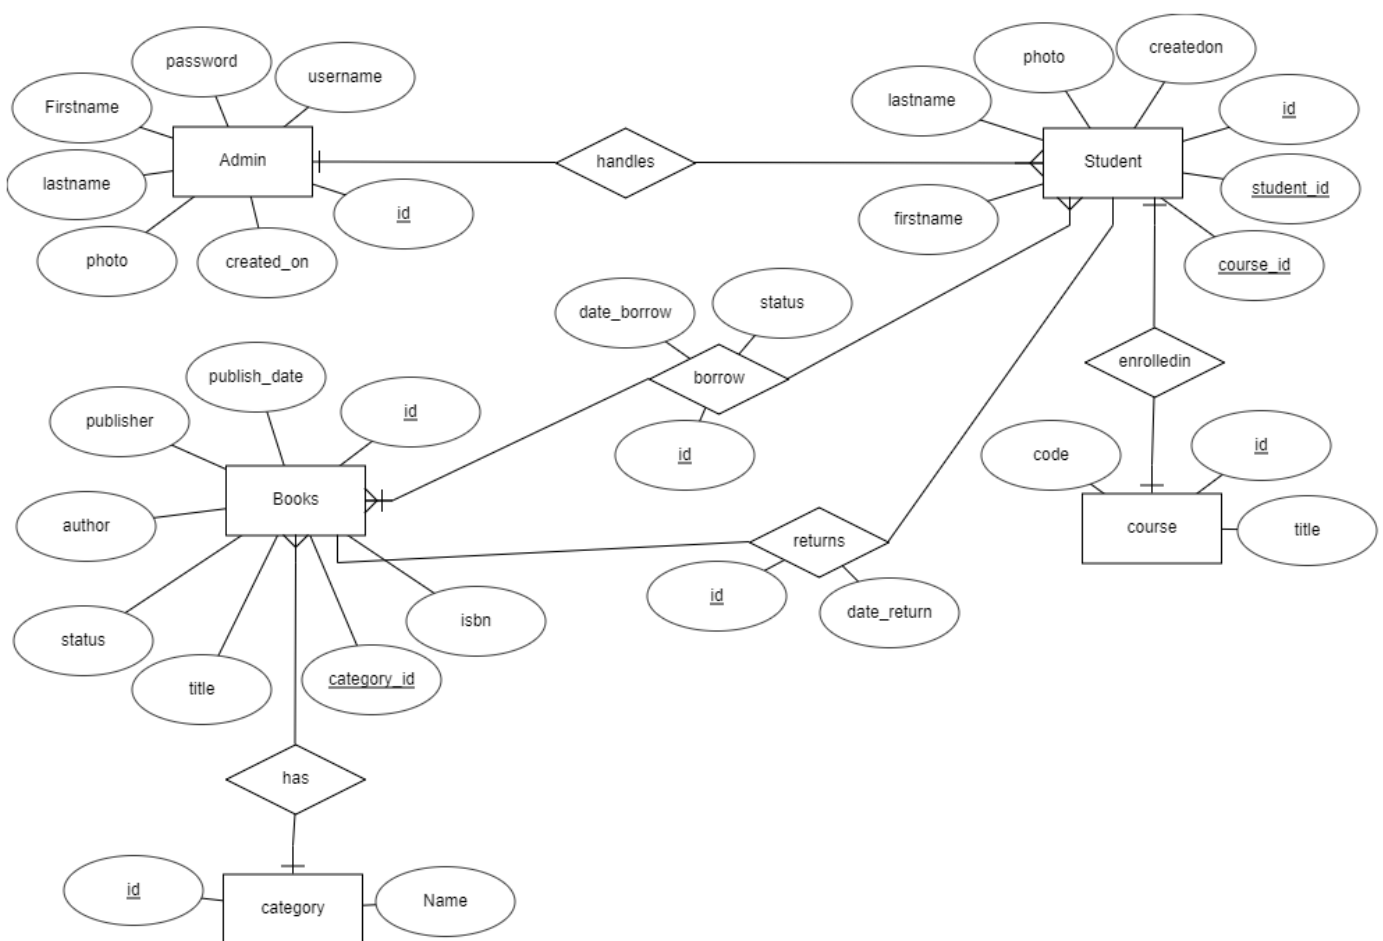 password
username
Firstname
Admin
lastname
id
photo
created_on
handles
photo
createdon
lastname
id
Student
student_id
firstname
course_id
date_borrow
status
borrow
id
enrolledin
code
id
course
title
publish_date
publisher
id
Books
author
isbn
status
title
category_id
returns
id
date_return
has
id
category
Name